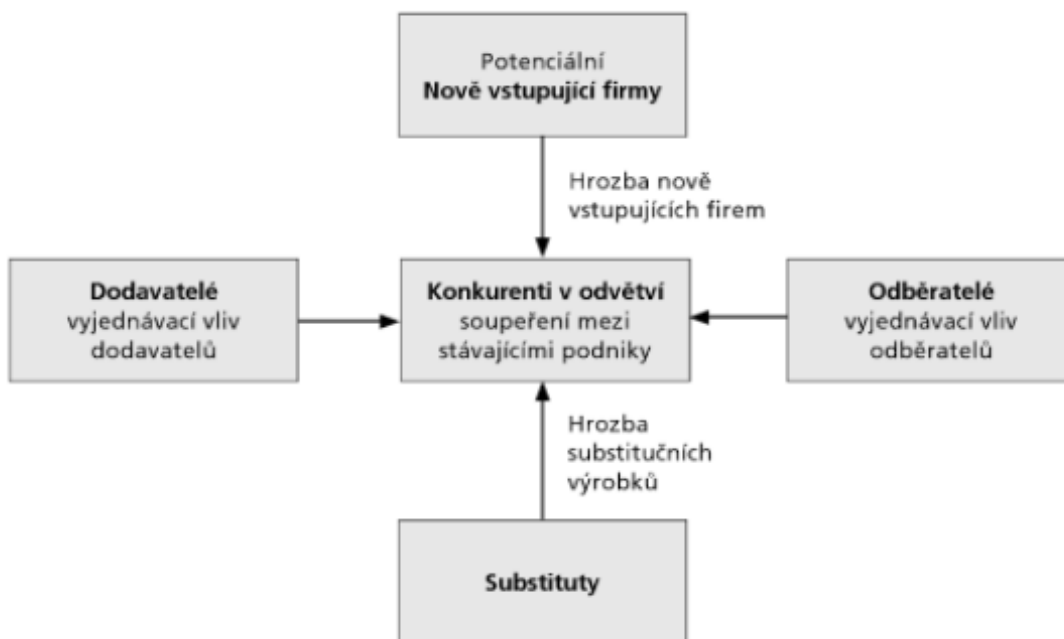 Potenciální
Nově vstupující firmy
Hrozba nově
vstupujících firem
Dodavatelé
vyjednávací vliv
dodavatelů
Konkurenti v odvětví
soupeření mezi
stávajícími podniky
Odběratelé
vyjednávací vliv
odběratelů
Hrozba
substitučních
výrobků
Substituty